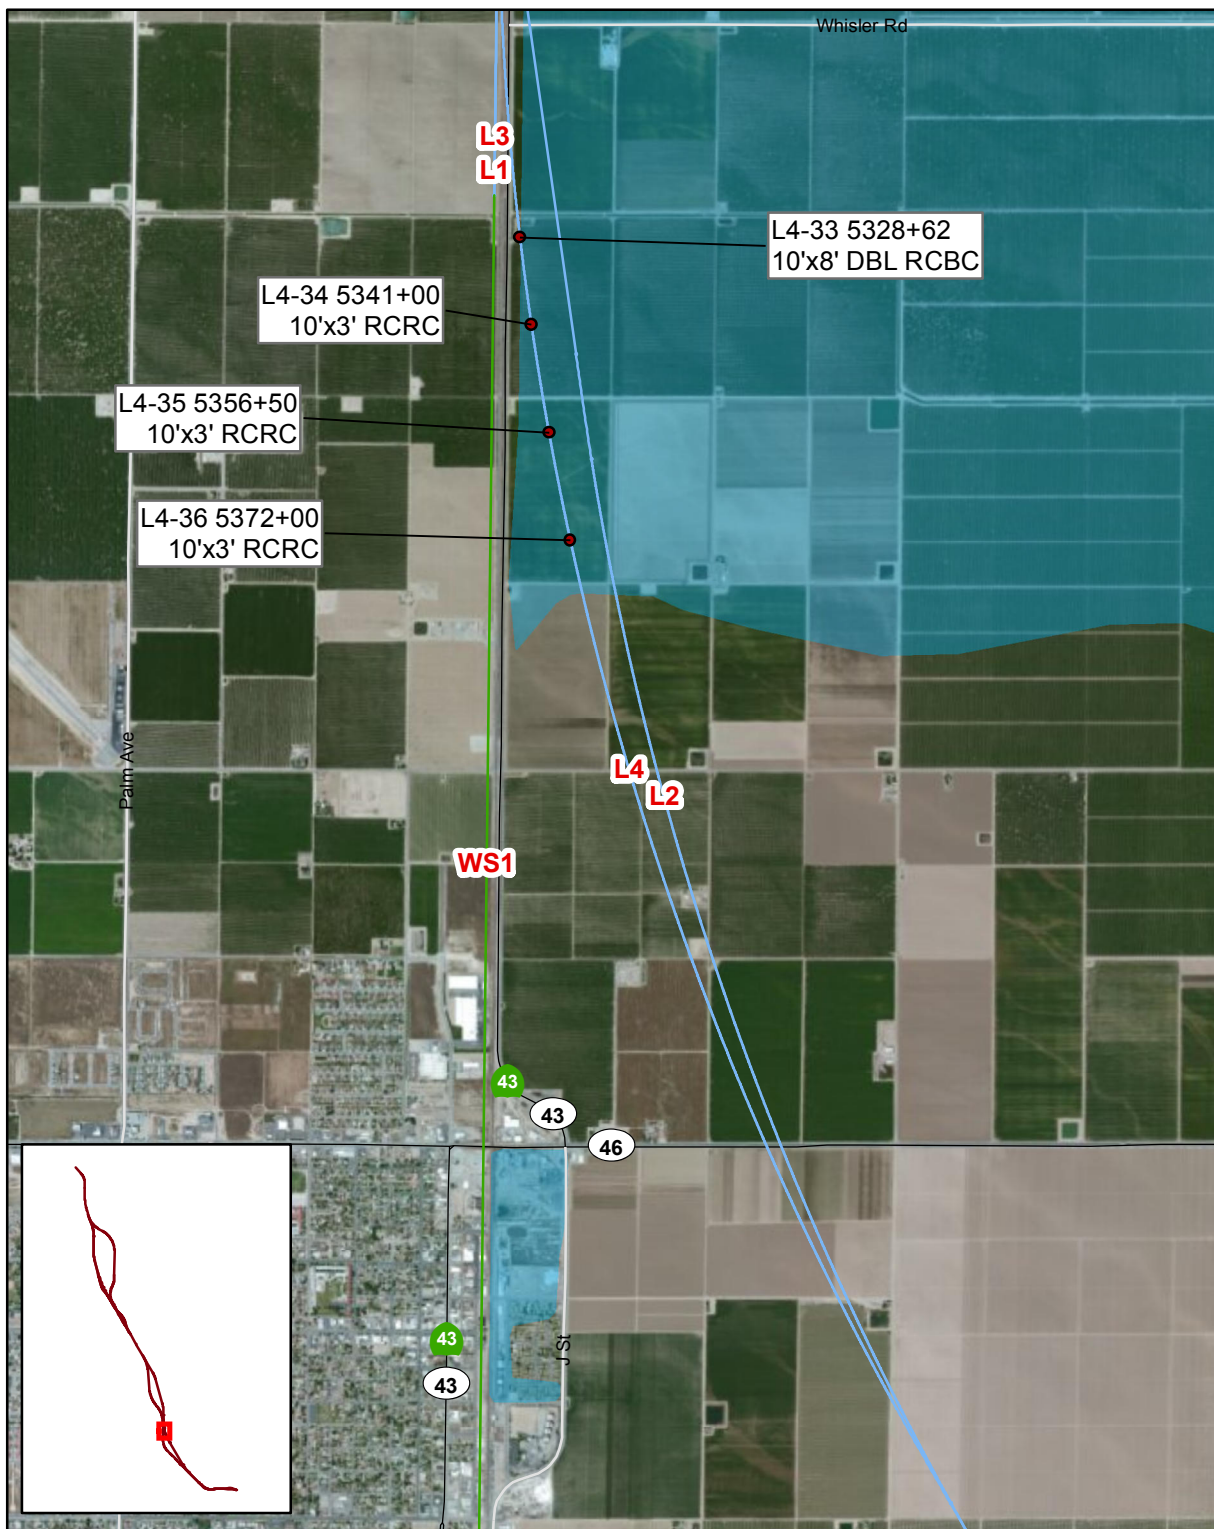 Whisler Rd
L3
L1
L4-33 5328+62
10'x8' DBL RCBC
L4-34 5341+00
10'x3' RCRC
L4-35 5356+50
10'x3' RCRC
L4-36 5372+00
10'x3' RCRC
Palm Ave
L4
L2
WS1
43
43
46
43
43
J St